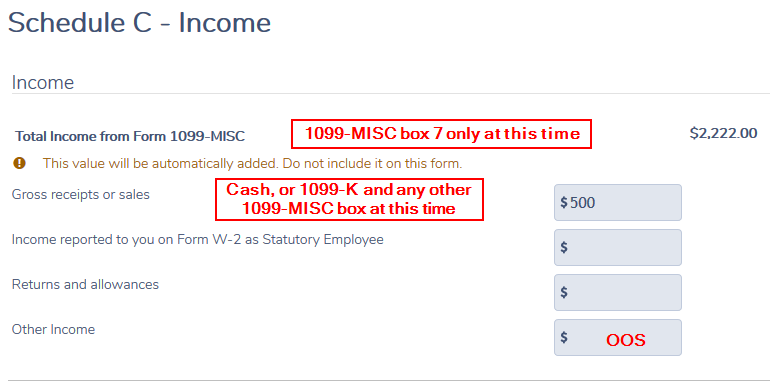 Schedule C - Income
Income
Total Income from Form 1099-MISC
1099-MISC box 7 only at this time
$2,222.00
! This value will be automatically added. Do not include it on this form.
Gross receipts or sales
Cash, or 1099-K and any other
1099-MISC box at this time
$ 500
Income reported to you on Form W-2 as Statutory Employee
$
Returns and allowances
$
Other Income
$ OOS